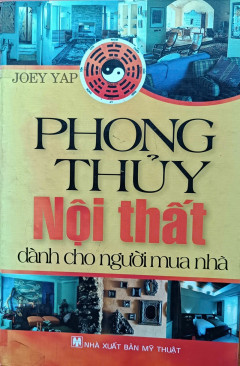 JOEY YAP
PHONG
THỦY
Nội thất
dành cho người mua nhà
NHÀ XUẤT BẢN MỸ THUẬT